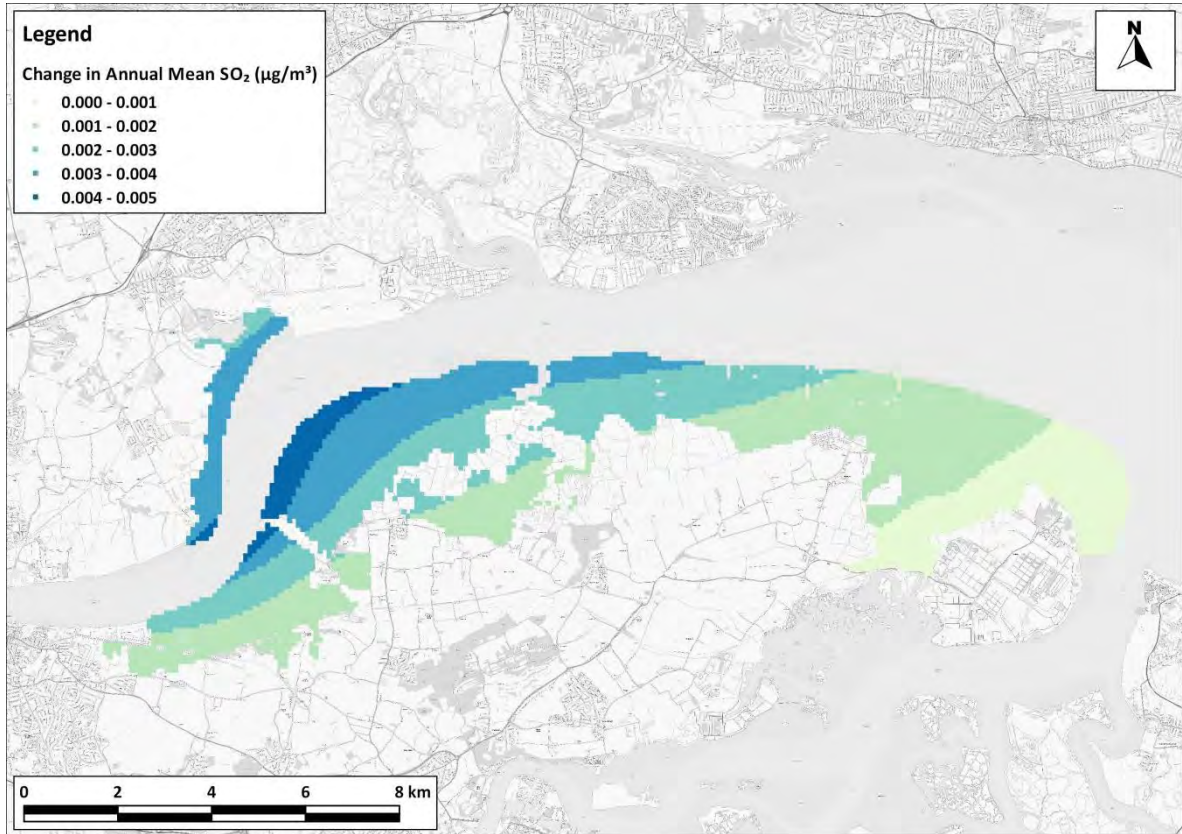 Legend
Change in Annual Mean SO₂ (µg/m³)
0.000 - 0.001
0.001 - 0.002
0.002 - 0.003
0.003 - 0.004
0.004 - 0.005
N
0 2 4 6 8 km